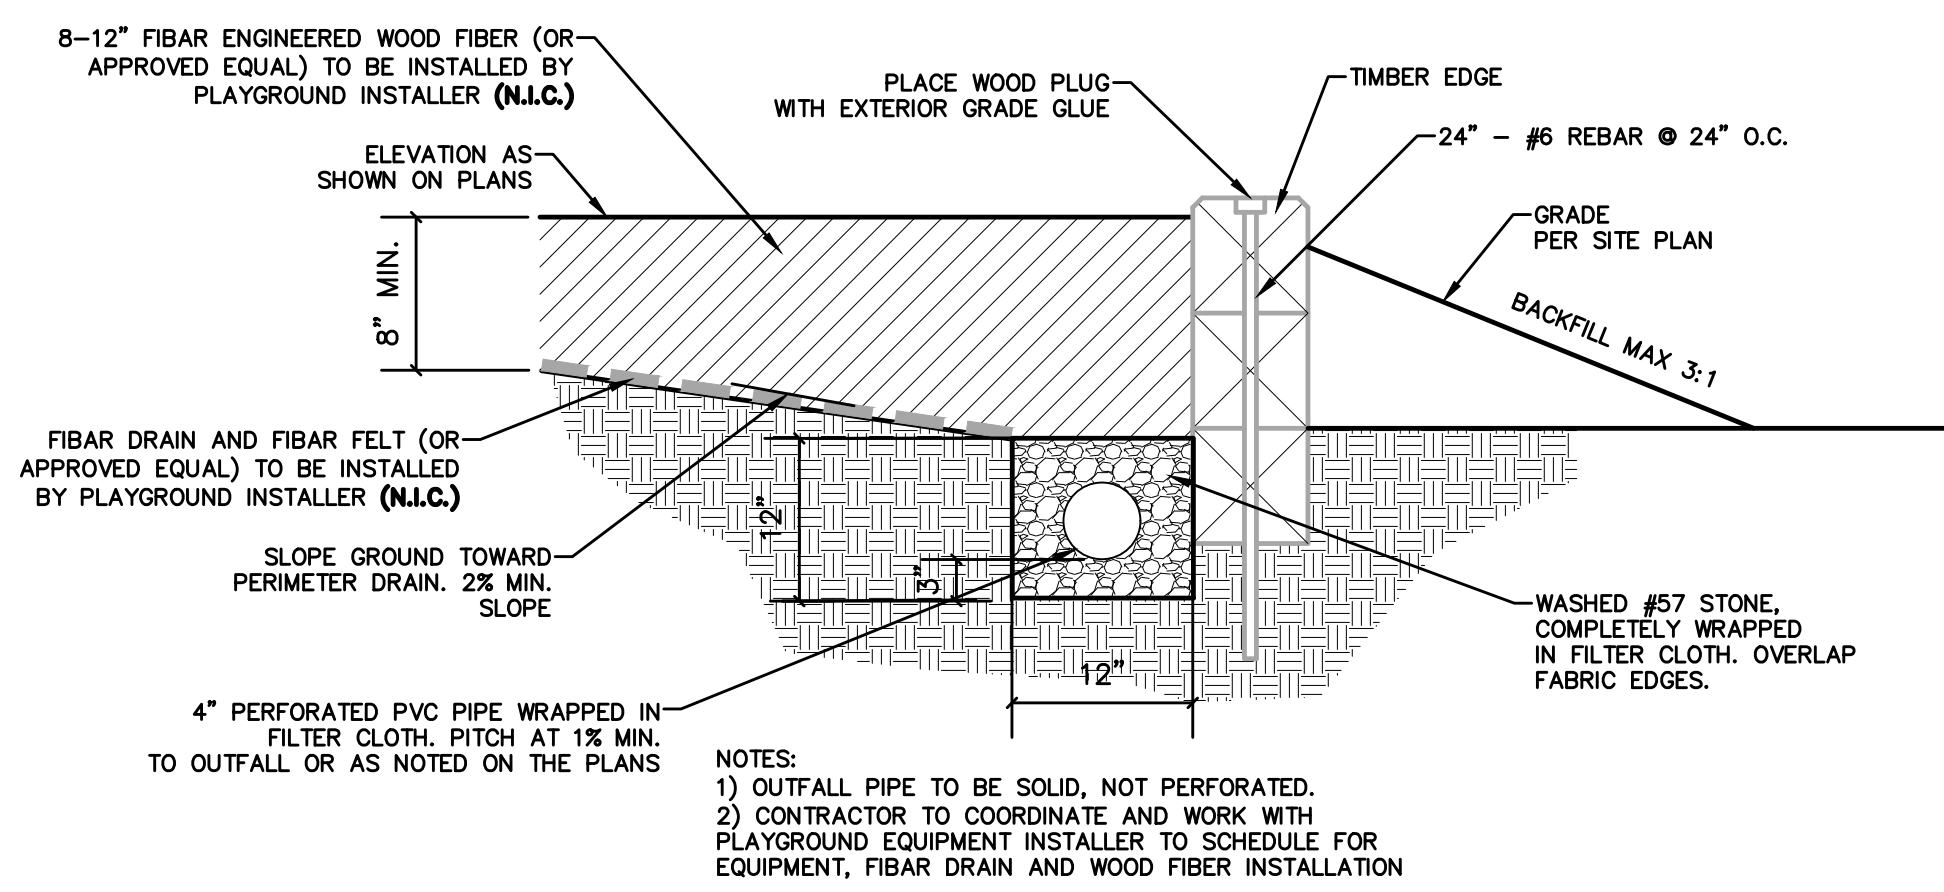 8-12" FIBAR ENGINEERED WOOD FIBER (OR
APPROVED EQUAL) TO BE INSTALLED BY
PLAYGROUND INSTALLER (N.I.C.)
ELEVATION AS
SHOWN ON PLANS
8" MIN.
PLACE WOOD PLUG
WITH EXTERIOR GRADE GLUE
TIMBER EDGE
24" - #6 REBAR @ 24" O.C.
GRADE
PER SITE PLAN
BACKFILL MAX 3:1
FIBAR DRAIN AND FIBAR FELT (OR
APPROVED EQUAL) TO BE INSTALLED
BY PLAYGROUND INSTALLER (N.I.C.)
SLOPE GROUND TOWARD
PERIMETER DRAIN. 2% MIN.
SLOPE
12"
3"
12"
WASHED #57 STONE,
COMPLETELY WRAPPED
IN FILTER CLOTH. OVERLAP
FABRIC EDGES.
4" PERFORATED PVC PIPE WRAPPED IN
FILTER CLOTH. PITCH AT 1% MIN.
TO OUTFALL OR AS NOTED ON THE PLANS
NOTES:
1) OUTFALL PIPE TO BE SOLID, NOT PERFORATED.
2) CONTRACTOR TO COORDINATE AND WORK WITH
PLAYGROUND EQUIPMENT INSTALLER TO SCHEDULE FOR
EQUIPMENT, FIBAR DRAIN AND WOOD FIBER INSTALLATION